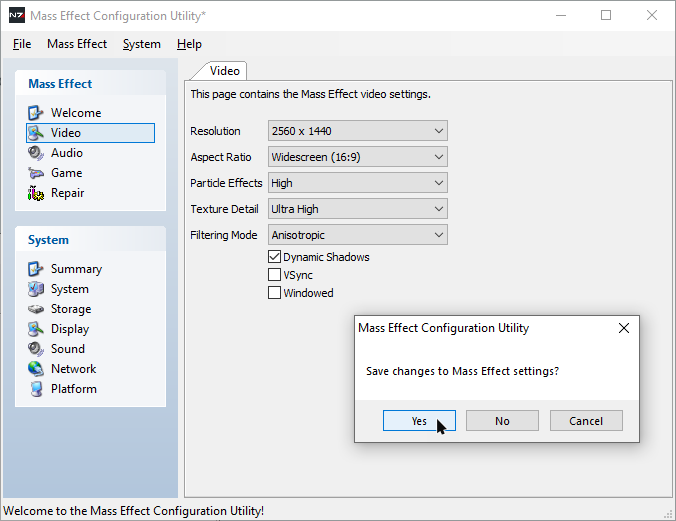 N7
Mass Effect Configuration Utility*
File Mass Effect System Help
Mass Effect
Welcome
Video
Audio
Game
Repair
System
Summary
System
Storage
Display
Sound
Network
Platform
Video
This page contains the Mass Effect video settings.
Resolution 2560 x 1440
Aspect Ratio Widescreen (16:9)
Particle Effects High
Texture Detail Ultra High
Filtering Mode Anisotropic
Dynamic Shadows
VSync
Windowed
Mass Effect Configuration Utility
Save changes to Mass Effect settings?
Yes No Cancel
Welcome to the Mass Effect Configuration Utility!